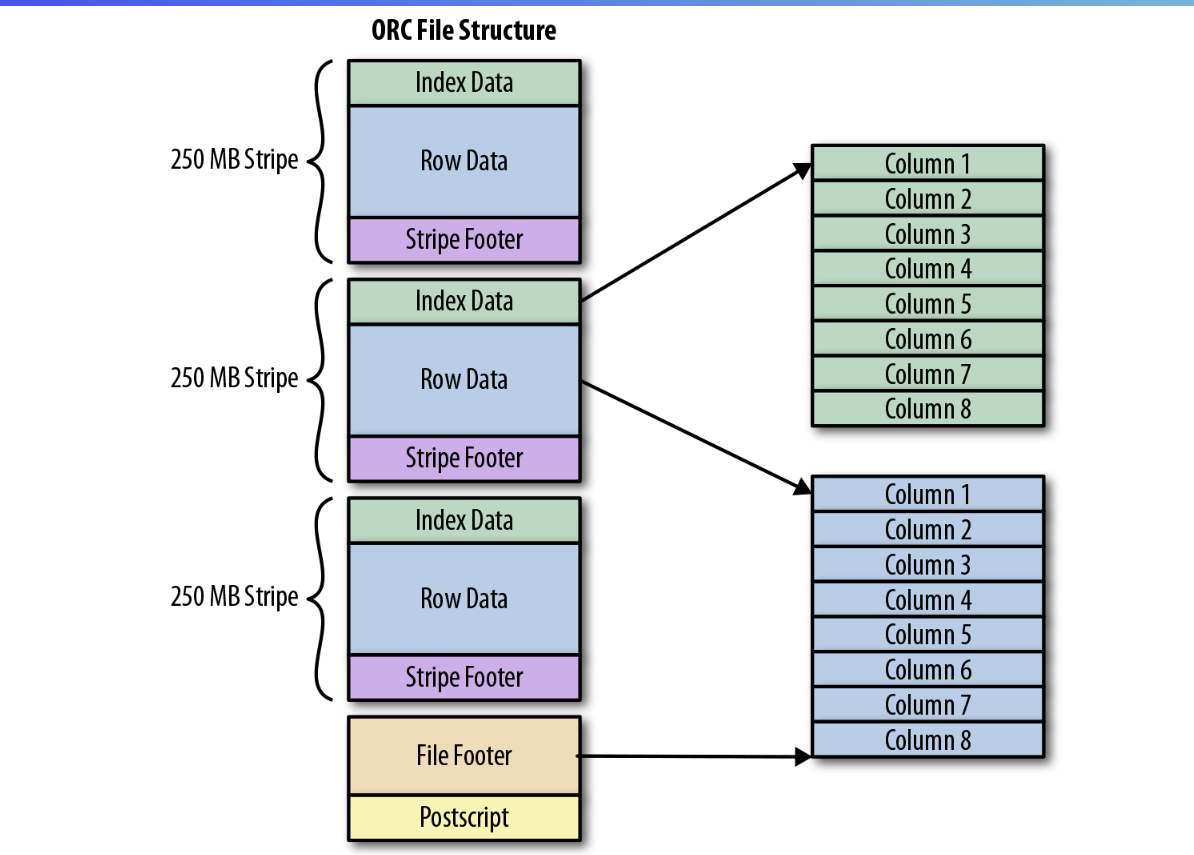 ORC File Structure
250 MB Stripe
Index Data
Row Data
Stripe Footer
250 MB Stripe
Index Data
Row Data
Stripe Footer
250 MB Stripe
Index Data
Row Data
Stripe Footer
File Footer
Postscript
Column 1
Column 2
Column 3
Column 4
Column 5
Column 6
Column 7
Column 8
Column 1
Column 2
Column 3
Column 4
Column 5
Column 6
Column 7
Column 8